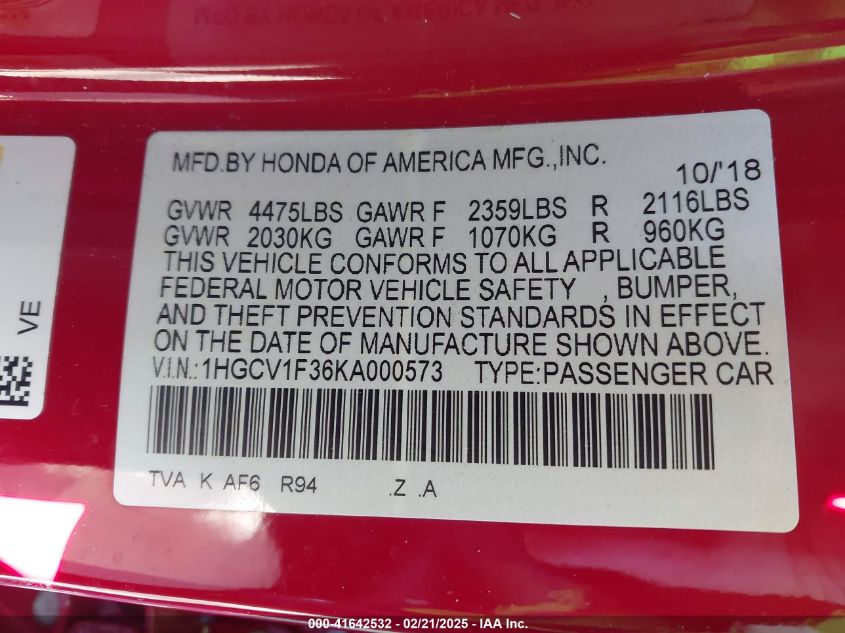 MFD.BY HONDA OF AMERICA MFG.,INC.
10/'18
GVWR 4475LBS GAWR F 2359LBS R 2116LBS
GVWR 2030KG GAWR F 1070KG R 960KG
THIS VEHICLE CONFORMS TO ALL APPLICABLE
FEDERAL MOTOR VEHICLE SAFETY , BUMPER,
AND THEFT PREVENTION STANDARDS IN EFFECT
ON THE DATE OF MANUFACTURE SHOWN ABOVE.
V.I.N.:1HGCV1F36KA000573 TYPE:PASSENGER CAR
TVA K AF6 R94 .Z .A
VE
000-41642532 - 02/21/2025 - IAA Inc.